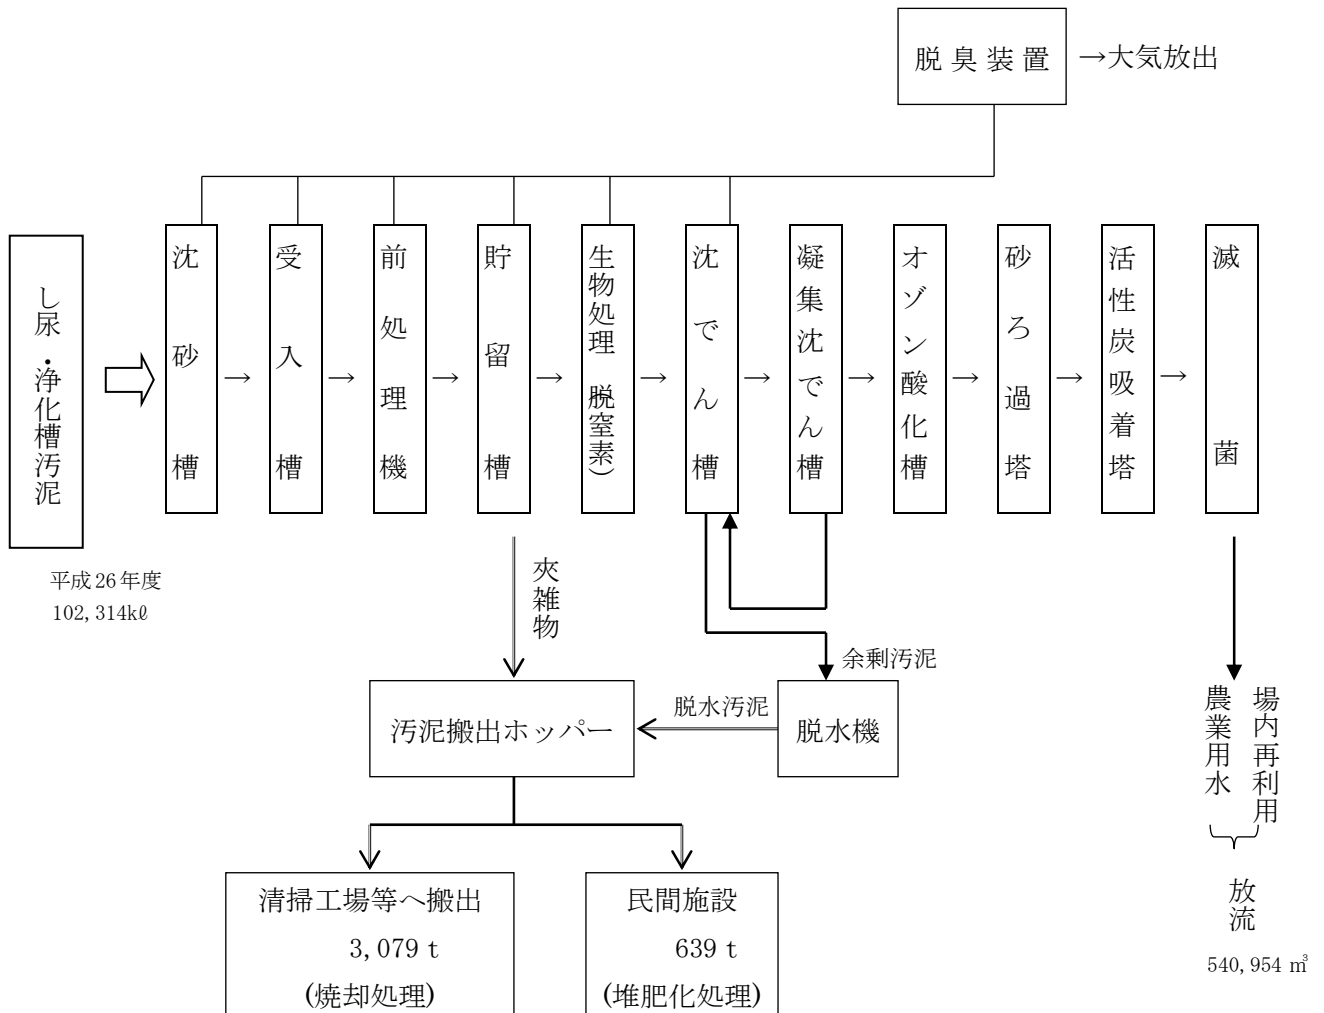 脱臭装置
→大気放出
し尿・浄化槽汚泥
平成26年度
102,314kℓ
沈砂槽
→
受入槽
→
前処理機
→
貯留槽
→
生物処理(脱窒素)
→
沈でん槽
→
凝集沈でん槽
→
オゾン酸化槽
→
砂ろ過塔
→
活性炭吸着塔
→
滅菌
夾雑物
余剰汚泥
脱水汚泥
汚泥搬出ホッパー
脱水機
場内再利用
農業用水
放流
540,954㎥
清掃工場等へ搬出
3,079t
(焼却処理)
民間施設
639t
(堆肥化処理)